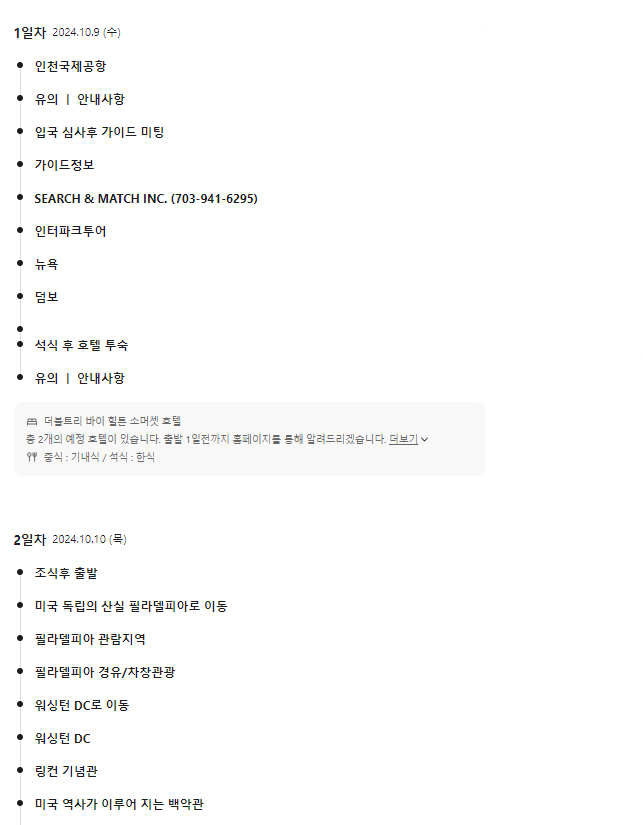 1일차 2024.10.9 (수)
인천국제공항
유의 ㅣ 안내사항
입국 심사후 가이드 미팅
가이드정보
SEARCH & MATCH INC. (703-941-6295)
인터파크투어
뉴욕
덤보
석식 후 호텔 투숙
유의 ㅣ 안내사항
더블트리 바이 힐튼 소머셋 호텔
총 2개의 예정 호텔이 있습니다. 출발 1일전까지 홈페이지를 통해 알려드리겠습니다. 더보기
중식 : 기내식 / 석식 : 한식
2일차 2024.10.10 (목)
조식후 출발
미국 독립의 산실 필라델피아로 이동
필라델피아 관람지역
필라델피아 경유/차창관광
워싱턴 DC로 이동
워싱턴 DC
링컨 기념관
미국 역사가 이루어 지는 백악관